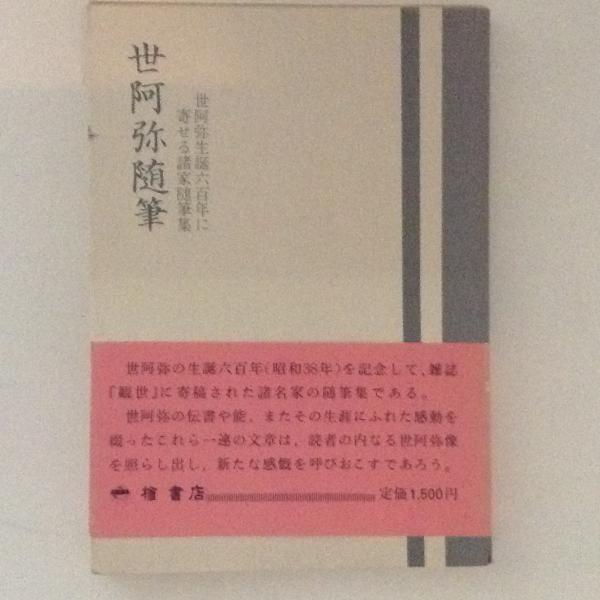 世阿弥随筆
世阿弥生誕六百年に
寄せる諸家随筆集
世阿弥の生誕六百年(昭和38年)を記念して、雑誌
『観世』に寄稿された諸名家の随筆集である。
世阿弥の伝書や能、またその生涯にふれた感動を
綴ったこれら一連の文章は、読者の内なる世阿弥像
を照らし出し、新たな感慨を呼びおこすであろう。
檜書店
定価1,500円